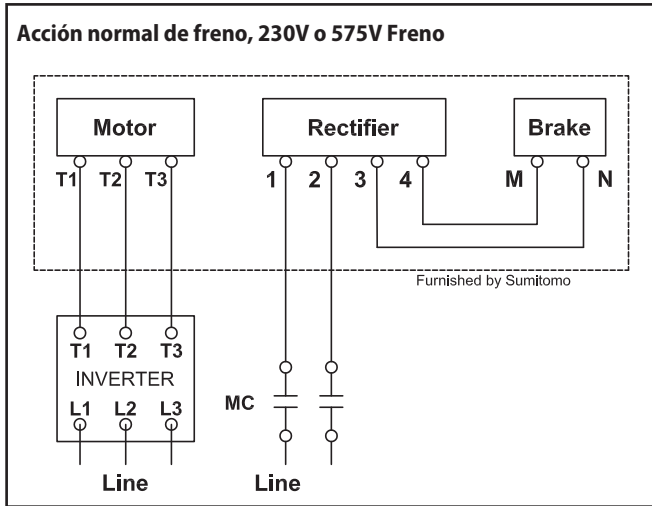 Acción normal de freno, 230V o 575V Freno
Motor Rectifier Brake
T1 T2 T3 1 2 3 4 M N
Furnished by Sumitomo
T1 T2 T3
INVERTER
MC
L1 L2 L3
Line Line